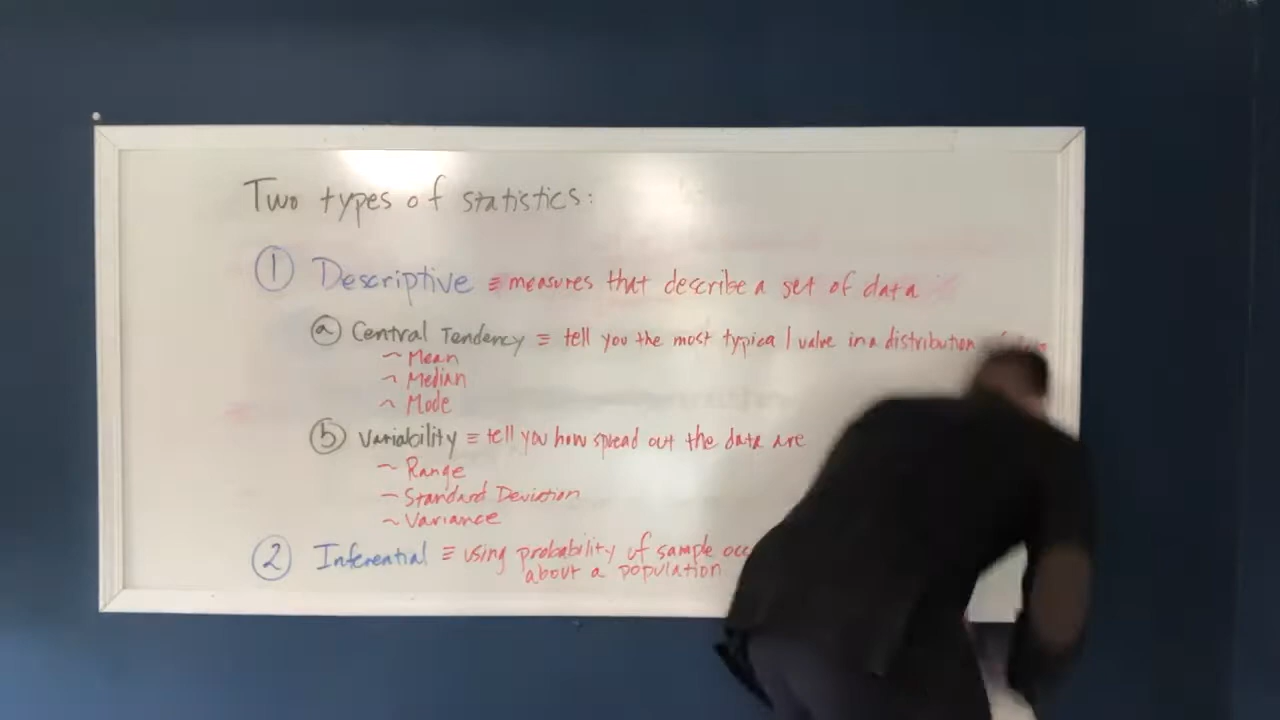 Two types of statistics:
① Descriptive ≡ measures that describe a set of data
ⓐ Central Tendency ≡ tell you the most typical value in a distribution
~ Mean
~ Median
~ Mode
ⓑ Variability ≡ tell you how spread out the data are
~ Range
~ Standard Deviation
~ Variance
② Inferential ≡ using probability of sample
about a population